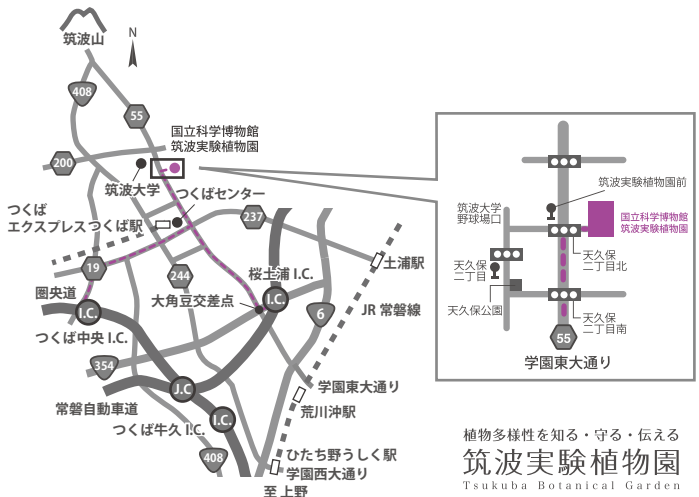 筑波山
N
408
55
国立科学博物館
筑波実験植物園
200
筑波大学
つくばセンター
つくば
エクスプレスつくば駅
237
19
244
土浦駅
桜土浦 I.C.
圏央道
大角豆交差点
I.C.
I.C.
6
JR 常磐線
つくば中央 I.C.
354
J.C
学園東大通り
常磐自動車道
荒川沖駅
I.C.
つくば牛久 I.C.
408
ひたち野うしく駅
学園西大通り
至 上野
筑波実験植物園前
筑波大学
野球場口
国立科学博物館
筑波実験植物園
天久保
二丁目
天久保
二丁目北
天久保公園
天久保
二丁目南
55
学園東大通り
植物多様性を知る・守る・伝える
筑波実験植物園
Tsukuba Botanical Garden